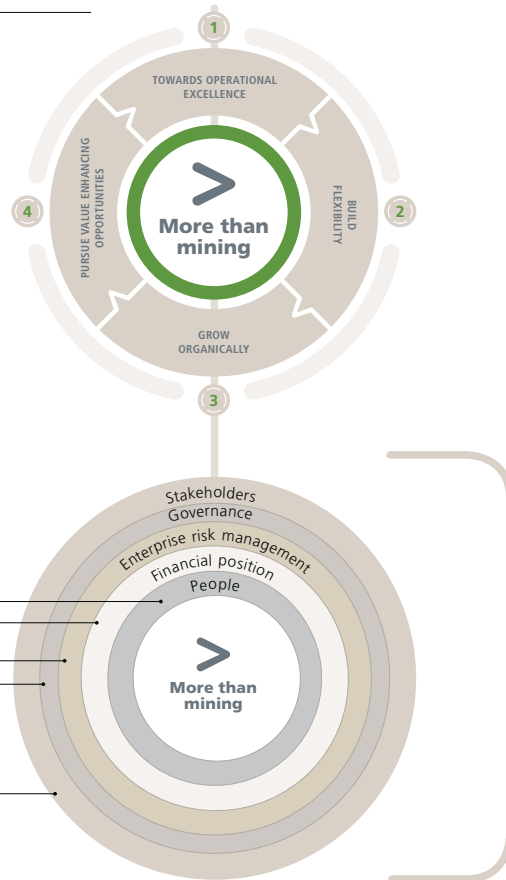 1
TOWARDS OPERATIONAL
EXCELLENCE
4
PURSUE VALUE ENHANCING
OPPORTUNITIES
>
More than
mining
BUILD
FLEXIBILITY
2
GROW
ORGANICALLY
3
Stakeholders
Governance
Enterprise risk management
Financial position
People
>
More than
mining